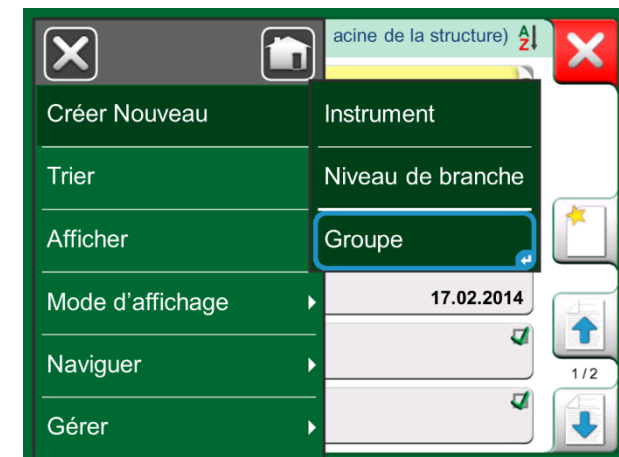 acine de la structure) A Z
Créer Nouveau
Instrument
Trier
Niveau de branche
Afficher
Groupe
Mode d’affichage
17.02.2014
Naviguer
1 / 2
Gérer